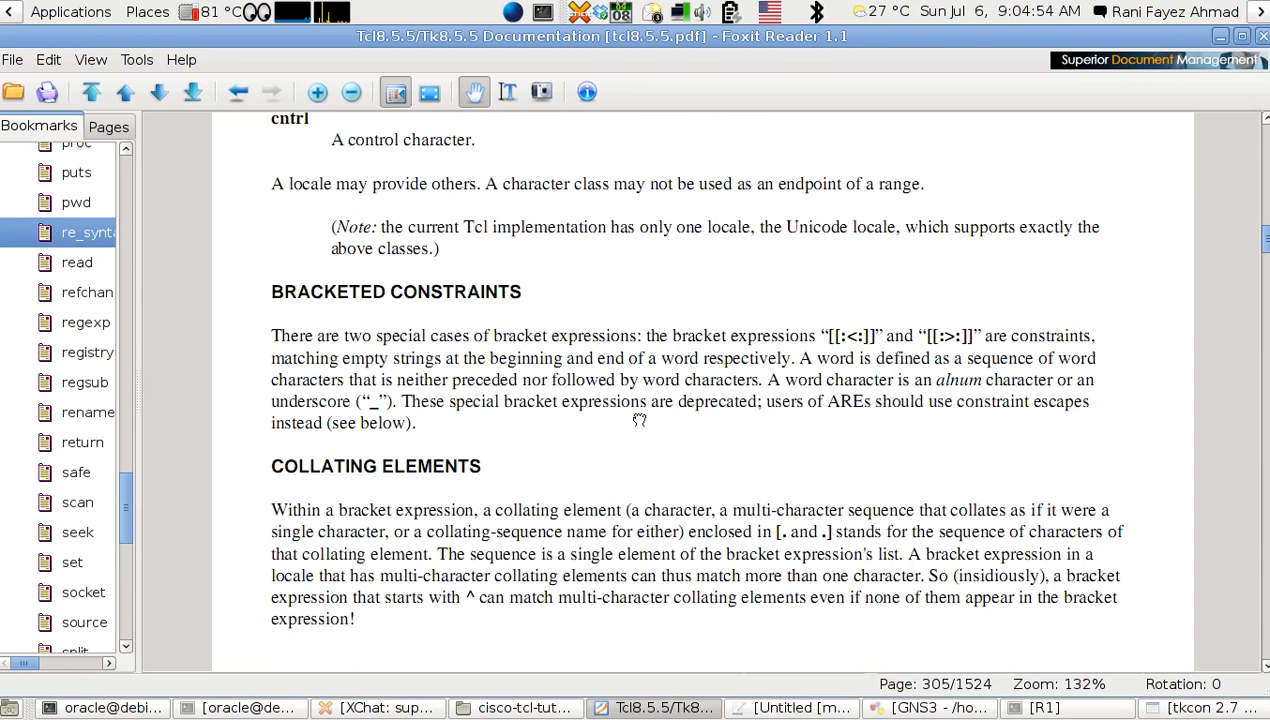 Applications Places 81 °C 08 27 °C Sun Jul 6, 9:04:54 AM Rani Fayez Ahmad
Tcl8.5.5/Tk8.5.5 Documentation [tcl8.5.5.pdf] - Foxit Reader 1.1
File Edit View Tools Help
Superior Document Management
Bookmarks Pages
proc
puts
pwd
re_synta
read
refchan
regexp
registry
regsub
rename
return
safe
scan
seek
set
socket
source
split
cntrl
A control character.
A locale may provide others. A character class may not be used as an endpoint of a range.
(Note: the current Tcl implementation has only one locale, the Unicode locale, which supports exactly the
above classes.)
BRACKETED CONSTRAINTS
There are two special cases of bracket expressions: the bracket expressions “[[:<:]]” and “[[:>:]]” are constraints,
matching empty strings at the beginning and end of a word respectively. A word is defined as a sequence of word
characters that is neither preceded nor followed by word characters. A word character is an alnum character or an
underscore (“_”). These special bracket expressions are deprecated; users of AREs should use constraint escapes
instead (see below).
COLLATING ELEMENTS
Within a bracket expression, a collating element (a character, a multi-character sequence that collates as if it were a
single character, or a collating-sequence name for either) enclosed in [. and .] stands for the sequence of characters of
that collating element. The sequence is a single element of the bracket expression's list. A bracket expression in a
locale that has multi-character collating elements can thus match more than one character. So (insidiously), a bracket
expression that starts with ^ can match multi-character collating elements even if none of them appear in the bracket
expression!
Page: 305/1524 Zoom: 132% Rotation: 0
oracle@debi... [oracle@de... [XChat: sup... cisco-tcl-tut... Tcl8.5.5/Tk8... [Untitled [m... [GNS3 - /ho... [R1] [tkcon 2.7